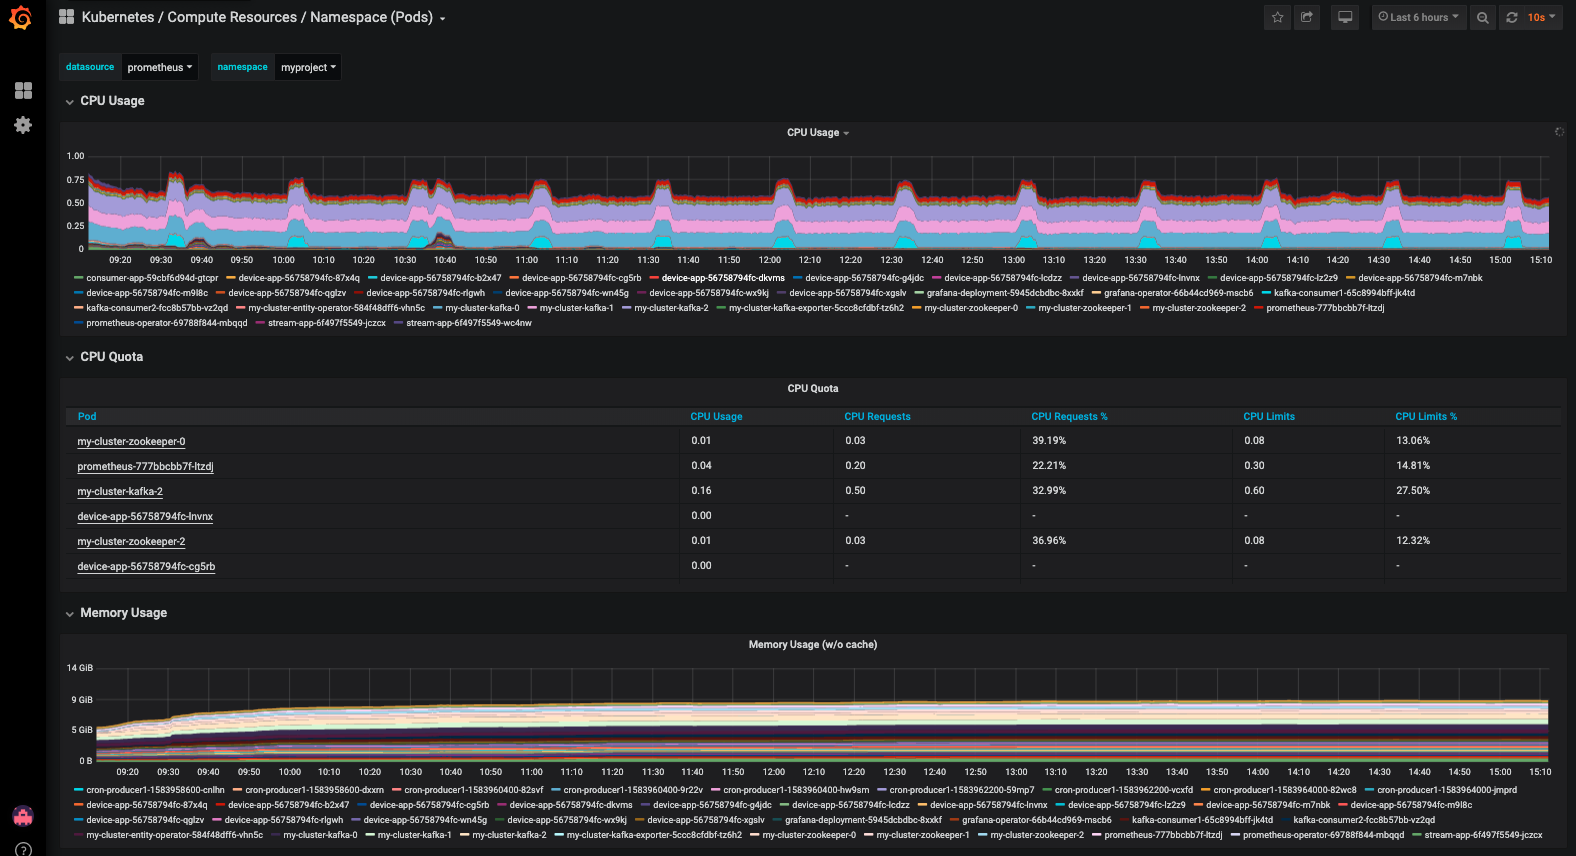 Kubernetes / Compute Resources / Namespace (Pods)
Last 6 hours
10s
datasource prometheus namespace myproject
CPU Usage
CPU Usage
1.00
0.75
0.50
0.25
0
09:20 09:30 09:40 09:50 10:00 10:10 10:20 10:30 10:40 10:50 11:00 11:10 11:20 11:30 11:40 11:50 12:00 12:10 12:20 12:30 12:40 12:50 13:00 13:10 13:20 13:30 13:40 13:50 14:00 14:10 14:20 14:30 14:40 14:50 15:00 15:10
consumer-app-59cbf6d94d-gtcpr device-app-56758794fc-87x4q device-app-56758794fc-b2x47 device-app-56758794fc-cg5rb device-app-56758794fc-dkvms device-app-56758794fc-g4jdc device-app-56758794fc-lcdzz device-app-56758794fc-lnvnx device-app-56758794fc-lz2z9 device-app-56758794fc-m7nbk
device-app-56758794fc-m9l8c device-app-56758794fc-qglzv device-app-56758794fc-rlgwh device-app-56758794fc-wn45g device-app-56758794fc-wx9kj device-app-56758794fc-xgslv grafana-deployment-5945dcbdbc-8xxkf grafana-operator-66b44cd969-mscb6 kafka-consumer1-65c8994bff-jk4td
kafka-consumer2-fcc8b57bb-vz2qd my-cluster-entity-operator-584f48dff6-vhn5c my-cluster-kafka-0 my-cluster-kafka-1 my-cluster-kafka-2 my-cluster-kafka-exporter-5ccc8cfdbf-tz6h2 my-cluster-zookeeper-0 my-cluster-zookeeper-1 my-cluster-zookeeper-2 prometheus-777bbcbb7f-ltzdj
prometheus-operator-69788f844-mbqqd stream-app-6f497f5549-jczcx stream-app-6f497f5549-wc4nw
CPU Quota
CPU Quota
Pod CPU Usage CPU Requests CPU Requests % CPU Limits CPU Limits %
my-cluster-zookeeper-0 0.01 0.03 39.19% 0.08 13.06%
prometheus-777bbcbb7f-ltzdj 0.04 0.20 22.21% 0.30 14.81%
my-cluster-kafka-2 0.16 0.50 32.99% 0.60 27.50%
device-app-56758794fc-lnvnx 0.00 - - - -
my-cluster-zookeeper-2 0.01 0.03 36.96% 0.08 12.32%
device-app-56758794fc-cg5rb 0.00 - - - -
Memory Usage
Memory Usage (w/o cache)
14 GiB
9 GiB
5 GiB
0 B
09:20 09:30 09:40 09:50 10:00 10:10 10:20 10:30 10:40 10:50 11:00 11:10 11:20 11:30 11:40 11:50 12:00 12:10 12:20 12:30 12:40 12:50 13:00 13:10 13:20 13:30 13:40 13:50 14:00 14:10 14:20 14:30 14:40 14:50 15:00 15:10
cron-producer1-1583958600-cnlhn cron-producer1-1583958600-dxxrn cron-producer1-1583960400-82svf cron-producer1-1583960400-9r22v cron-producer1-1583960400-hw9sm cron-producer1-1583962200-59mp7 cron-producer1-1583962200-vcxfd cron-producer1-1583964000-82wc8 cron-producer1-1583964000-jmprd
device-app-56758794fc-87x4q device-app-56758794fc-b2x47 device-app-56758794fc-cg5rb device-app-56758794fc-dkvms device-app-56758794fc-g4jdc device-app-56758794fc-lcdzz device-app-56758794fc-lnvnx device-app-56758794fc-lz2z9 device-app-56758794fc-m7nbk device-app-56758794fc-m9l8c
device-app-56758794fc-qglzv device-app-56758794fc-rlgwh device-app-56758794fc-wn45g device-app-56758794fc-wx9kj device-app-56758794fc-xgslv grafana-deployment-5945dcbdbc-8xxkf grafana-operator-66b44cd969-mscb6 kafka-consumer1-65c8994bff-jk4td kafka-consumer2-fcc8b57bb-vz2qd
my-cluster-entity-operator-584f48dff6-vhn5c my-cluster-kafka-0 my-cluster-kafka-1 my-cluster-kafka-2 my-cluster-kafka-exporter-5ccc8cfdbf-tz6h2 my-cluster-zookeeper-0 my-cluster-zookeeper-1 my-cluster-zookeeper-2 prometheus-777bbcbb7f-ltzdj prometheus-operator-69788f844-mbqqd stream-app-6f497f5549-jczcx